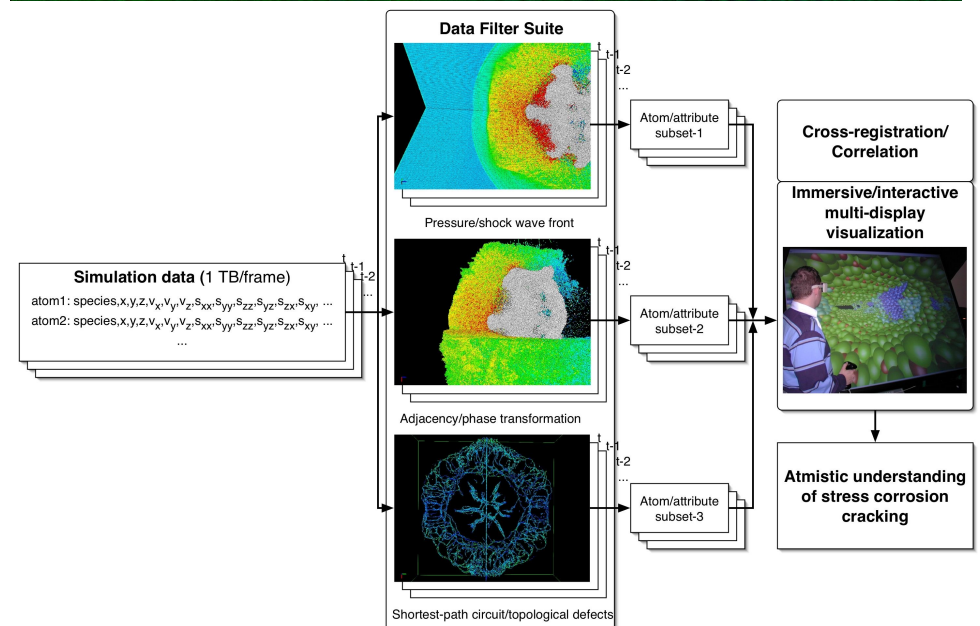 Data Filter Suite
t
t-1
t-2
...
Pressure/shock wave front
Atom/attribute
subset-1
Simulation data (1 TB/frame)
atom1: species,x,y,z,vx,vy,vz,sxx,syy,szz,syz,szx,sxy, ...
atom2: species,x,y,z,vx,vy,vz,sxx,syy,szz,syz,szx,sxy, ...
...
t
t-1
t-2
...
t
t-1
t-2
...
Adjacency/phase transformation
Atom/attribute
subset-2
t
t-1
t-2
...
Shortest-path circuit/topological defects
Atom/attribute
subset-3
Cross-registration/
Correlation
Immersive/interactive
multi-display
visualization
Atmistic understanding
of stress corrosion
cracking